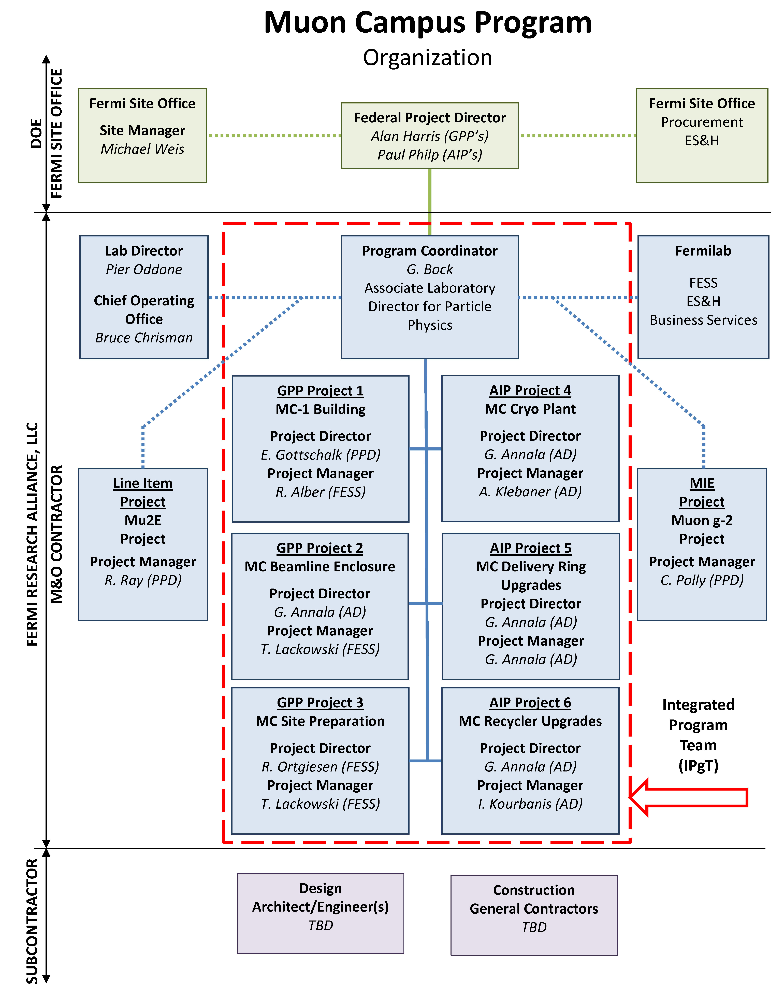 Muon Campus Program
Organization
DOE
FERMI SITE OFFICE
Fermi Site Office
Site Manager
Michael Weis
Federal Project Director
Alan Harris (GPP’s)
Paul Philp (AIP’s)
Fermi Site Office
Procurement
ES&H
FERMI RESEARCH ALLIANCE, LLC
M&O CONTRACTOR
Lab Director
Pier Oddone
Chief Operating
Office
Bruce Chrisman
Program Coordinator
G. Bock
Associate Laboratory
Director for Particle
Physics
Fermilab
FESS
ES&H
Business Services
Line Item
Project
Mu2E
Project
Project Manager
R. Ray (PPD)
GPP Project 1
MC-1 Building
Project Director
E. Gottschalk (PPD)
Project Manager
R. Alber (FESS)
AIP Project 4
MC Cryo Plant
Project Director
G. Annala (AD)
Project Manager
A. Klebaner (AD)
MIE
Project
Muon g-2
Project
Project Manager
C. Polly (PPD)
GPP Project 2
MC Beamline Enclosure
Project Director
G. Annala (AD)
Project Manager
T. Lackowski (FESS)
AIP Project 5
MC Delivery Ring
Upgrades
Project Director
G. Annala (AD)
Project Manager
G. Annala (AD)
GPP Project 3
MC Site Preparation
Project Director
R. Ortgiesen (FESS)
Project Manager
T. Lackowski (FESS)
AIP Project 6
MC Recycler Upgrades
Project Director
G. Annala (AD)
Project Manager
I. Kourbanis (AD)
Integrated
Program
Team
(IPgT)
SUBCONTRACTOR
Design
Architect/Engineer(s)
TBD
Construction
General Contractors
TBD